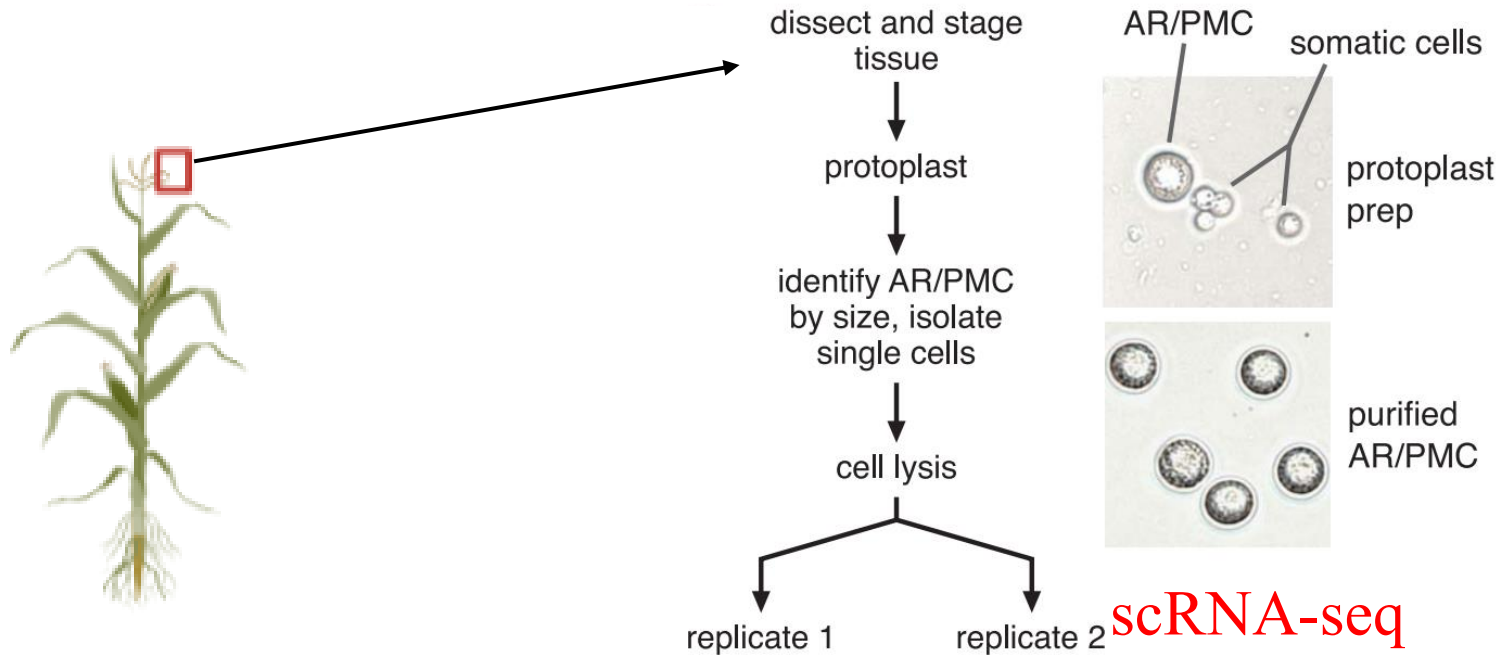 dissect and stage
tissue
protoplast
identify AR/PMC
by size, isolate
single cells
cell lysis
replicate 1
replicate 2
scRNA-seq
AR/PMC
somatic cells
protoplast
prep
purified
AR/PMC